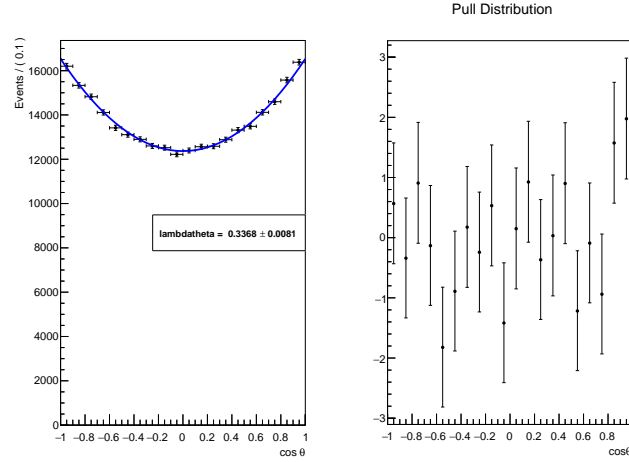 Pull Distribution
Events / ( 0.1 )
16000
14000
12000
10000
8000
6000
4000
2000
0
lambdatheta = 0.3368 ± 0.0081
−1 −0.8 −0.6 −0.4 −0.2 0 0.2 0.4 0.6 0.8 1
cos θ
3
2
1
0
−1
−2
−3
−1 −0.8 −0.6 −0.4 −0.2 0 0.2 0.4 0.6 0.8 1
cosθ